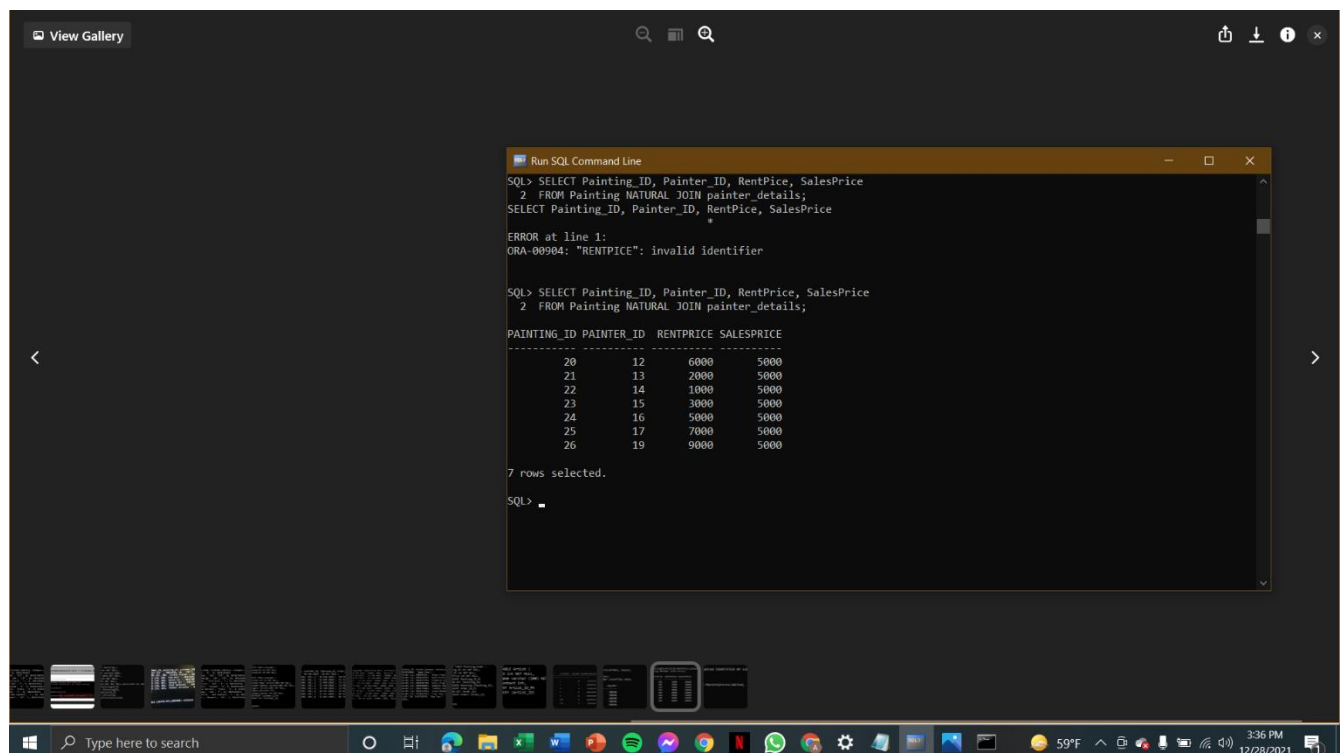 View Gallery
Run SQL Command Line
SQL> SELECT Painting_ID, Painter_ID, RentPice, SalesPrice
2 FROM Painting NATURAL JOIN painter_details;
SELECT Painting_ID, Painter_ID, RentPice, SalesPrice
*
ERROR at line 1:
ORA-00904: "RENTPICE": invalid identifier
SQL> SELECT Painting_ID, Painter_ID, RentPrice, SalesPrice
2 FROM Painting NATURAL JOIN painter_details;
PAINTING_ID PAINTER_ID RENTPRICE SALESPRICE
----------- ---------- ---------- ----------
20 12 6000 5000
21 13 2000 5000
22 14 1000 5000
23 15 3000 5000
24 16 5000 5000
25 17 7000 5000
26 19 9000 5000
7 rows selected.
SQL>
Type here to search
59°F
3:36 PM
12/28/2021